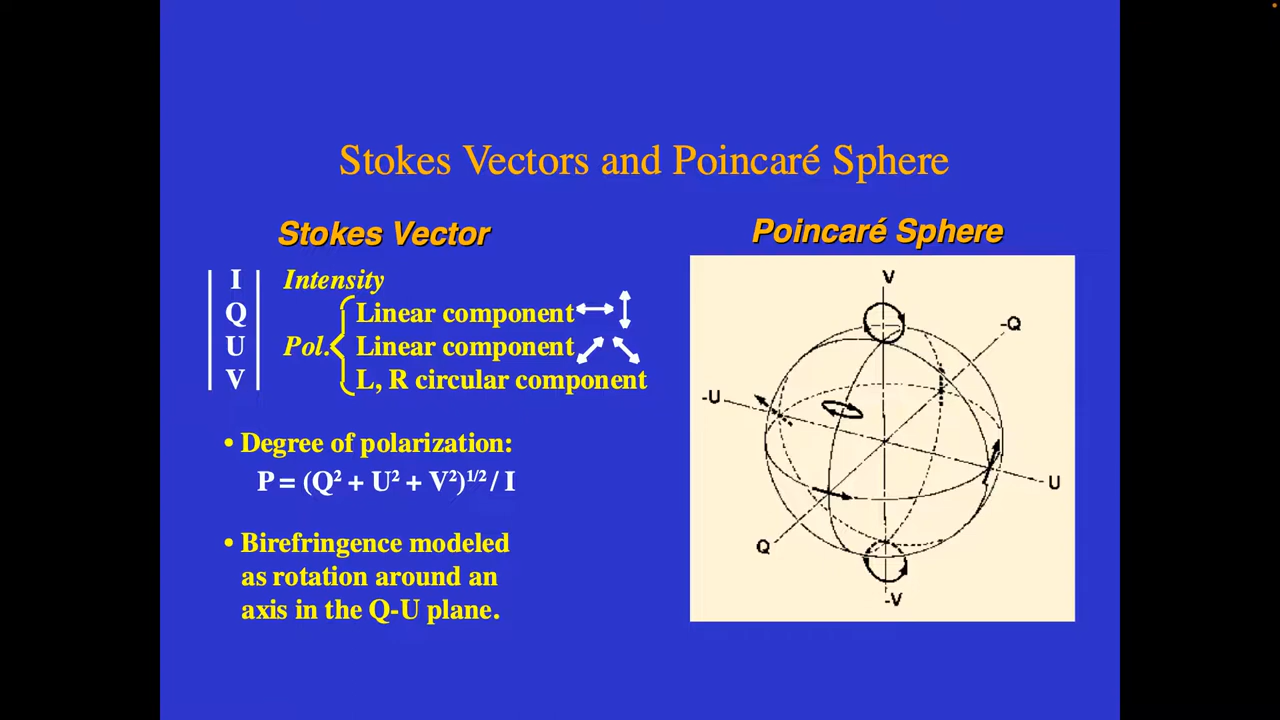 Stokes Vectors and Poincaré Sphere
Stokes Vector
I Intensity
Q Linear component
U Pol. Linear component
V L, R circular component
• Degree of polarization:
P = (Q² + U² + V²)¹/² / I
• Birefringence modeled
as rotation around an
axis in the Q-U plane.
Poincaré Sphere
V
-Q
-U
U
Q
-V